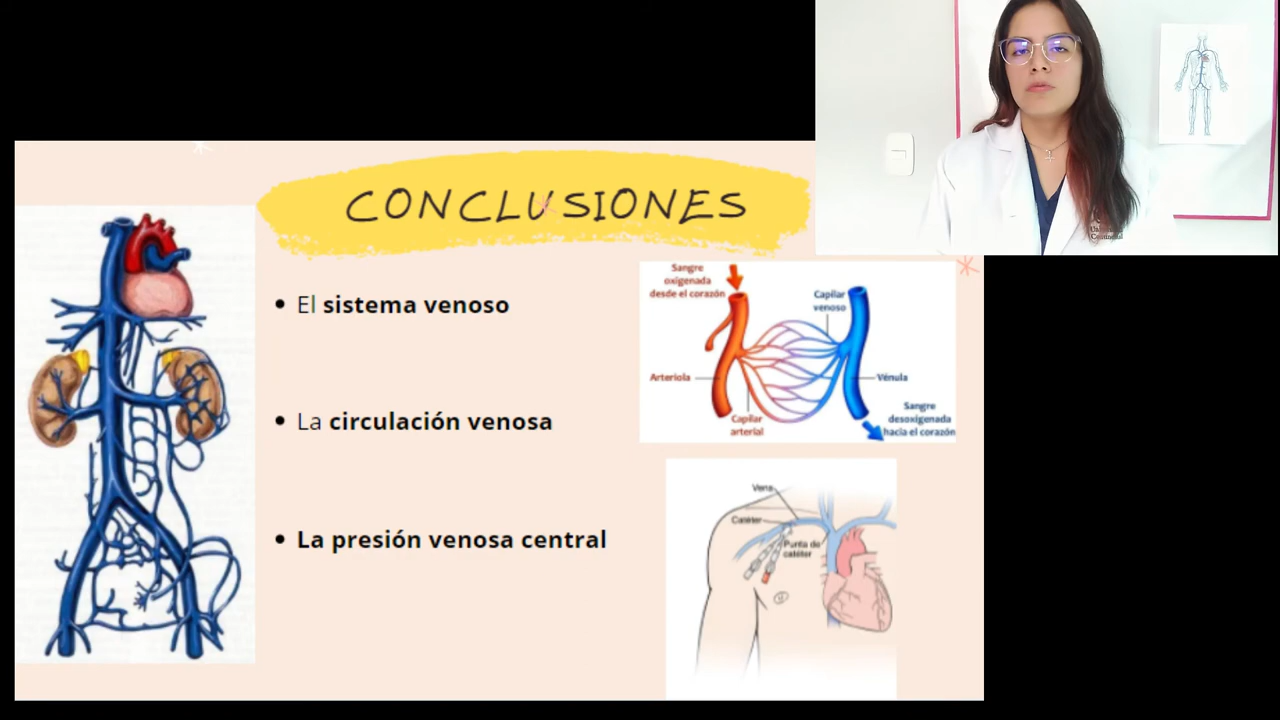 CONCLUSIONES
El sistema venoso
La circulación venosa
La presión venosa central
Sangre
oxigenada
desde el corazón
Capilar
venoso
Arteriola
Vénula
Capilar
arterial
Sangre
desoxigenada
hacia el corazón
Vena
Catéter
Punta de
catéter